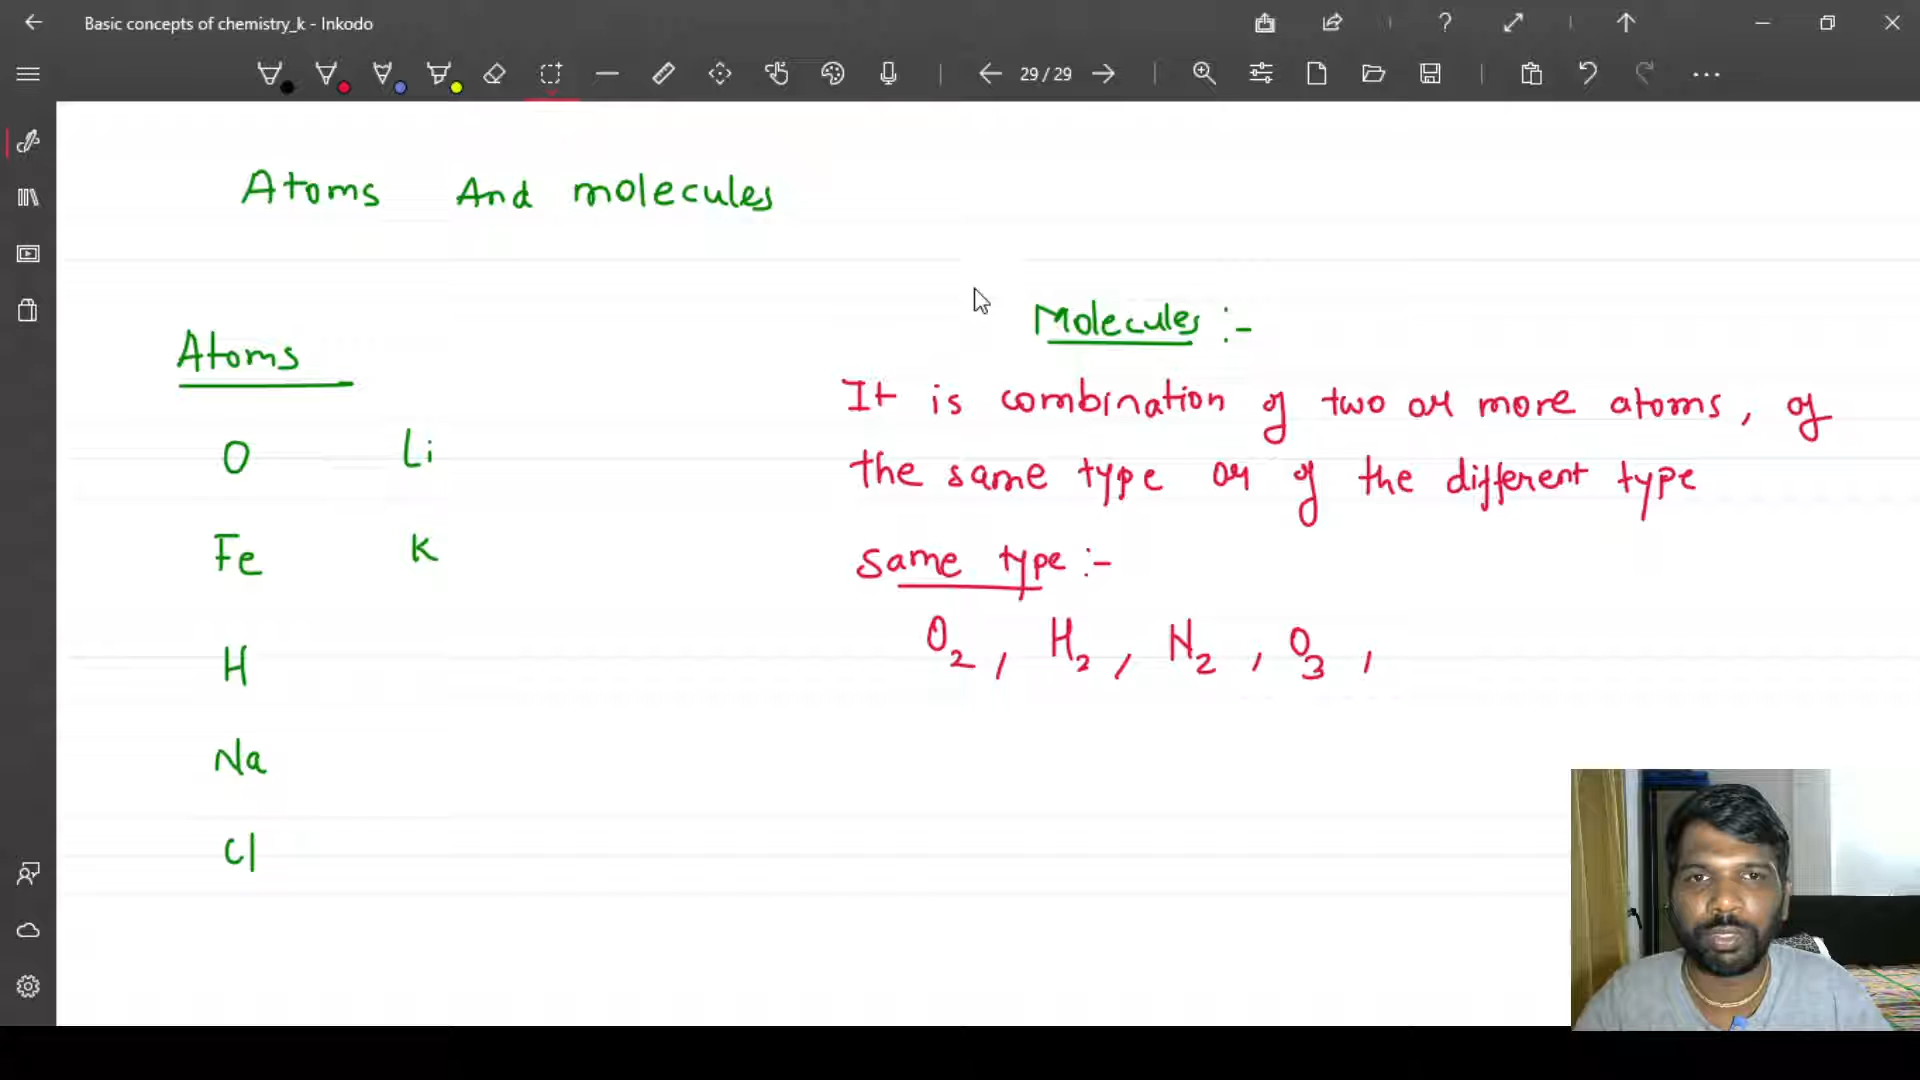 Basic concepts of chemistry_k - Inkodo
29 / 29
Atoms And molecules
Atoms
O Li
Fe K
H
Na
Cl
Molecules :-
It is combination of two or more atoms, of
the same type or of the different type
Same type :-
O2, H2, N2, O3,